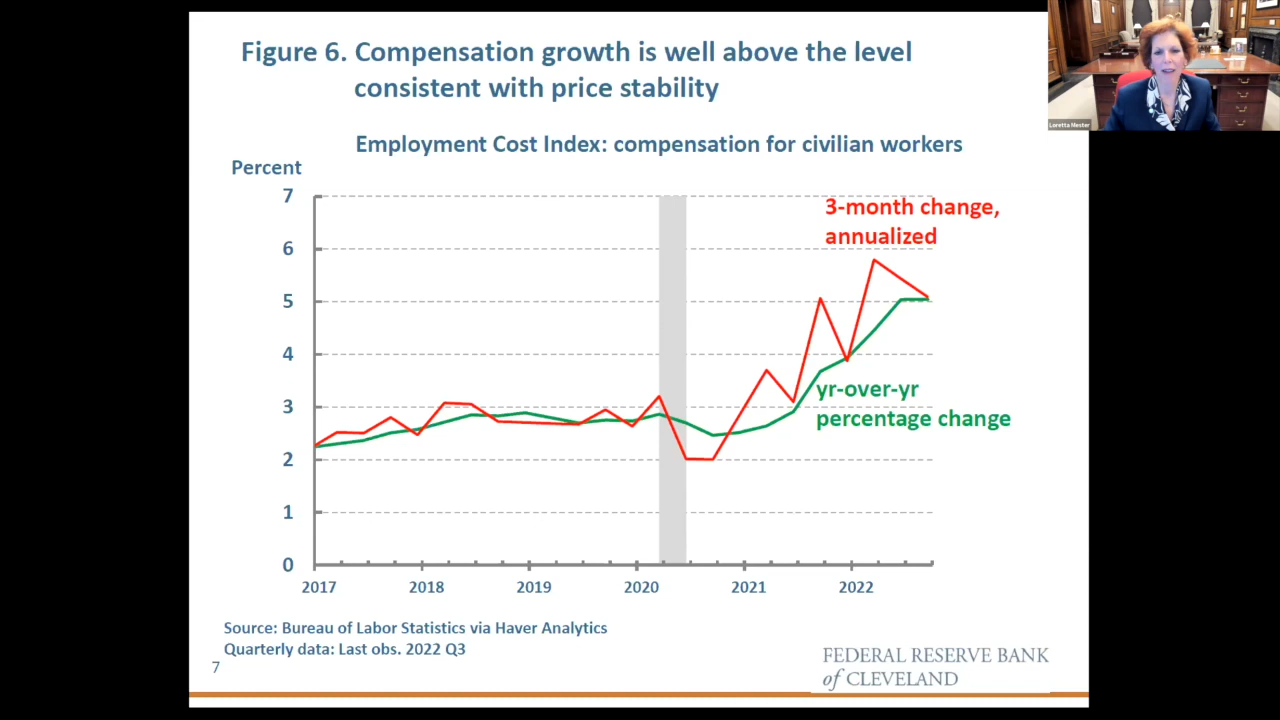 Figure 6. Compensation growth is well above the level
consistent with price stability
Loretta Mester
Employment Cost Index: compensation for civilian workers
Percent
7
3-month change,
annualized
6
5
4
yr-over-yr
percentage change
3
2
1
0
2017 2018 2019 2020 2021 2022
Source: Bureau of Labor Statistics via Haver Analytics
Quarterly data: Last obs. 2022 Q3
7
FEDERAL RESERVE BANK
of CLEVELAND